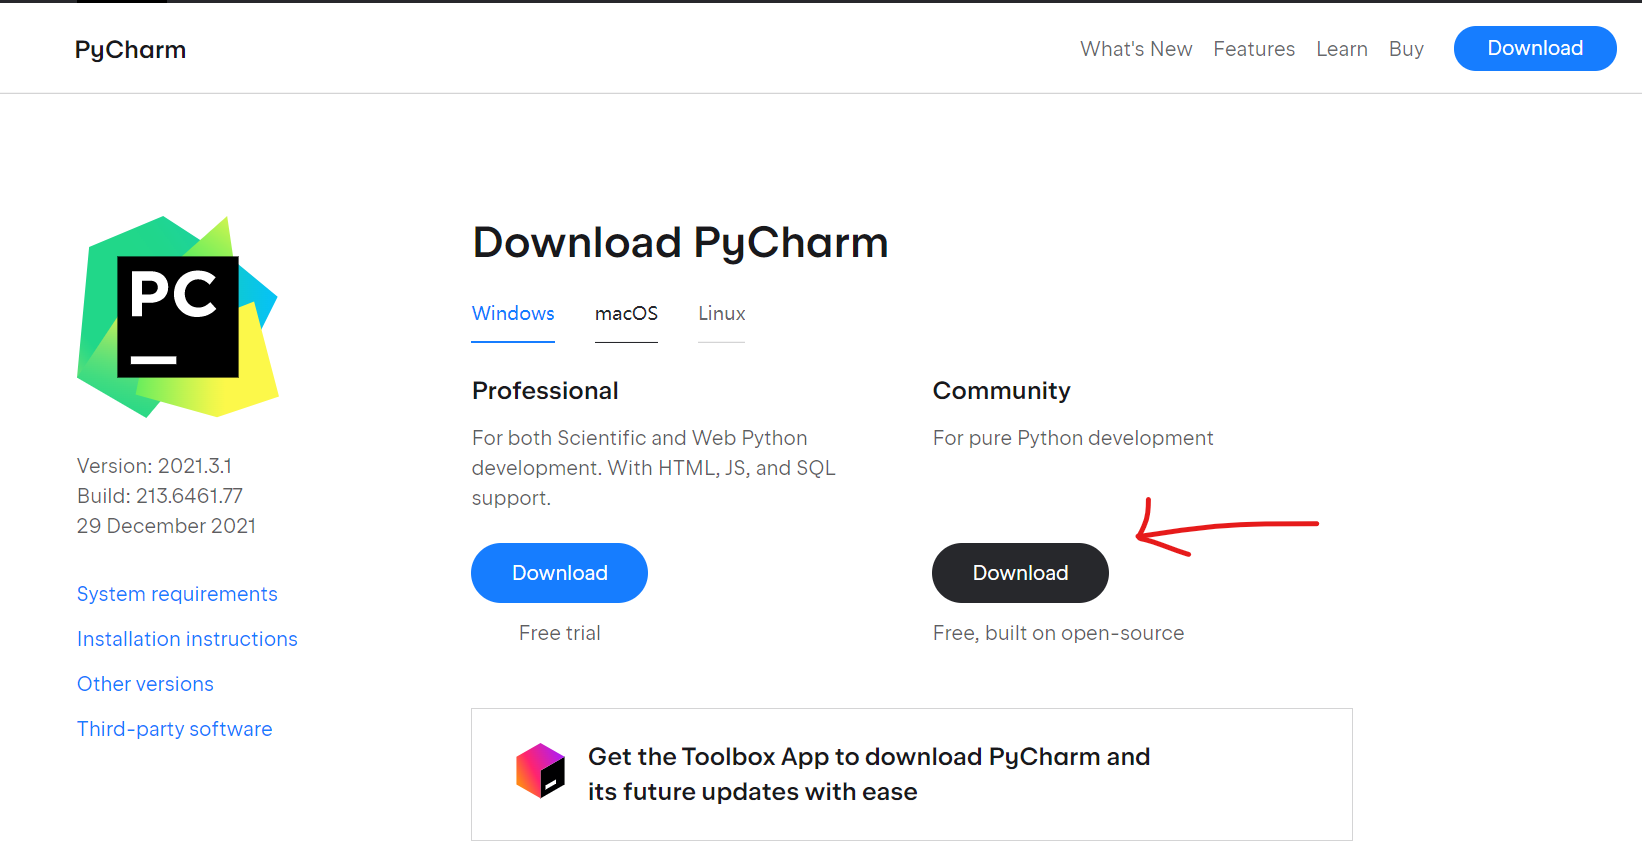 PyCharm
What's New Features Learn Buy Download
PC
Version: 2021.3.1
Build: 213.6461.77
29 December 2021
System requirements
Installation instructions
Other versions
Third-party software
Download PyCharm
Windows macOS Linux
Professional
For both Scientific and Web Python
development. With HTML, JS, and SQL
support.
Download
Free trial
Community
For pure Python development
Download
Free, built on open-source
Get the Toolbox App to download PyCharm and
its future updates with ease